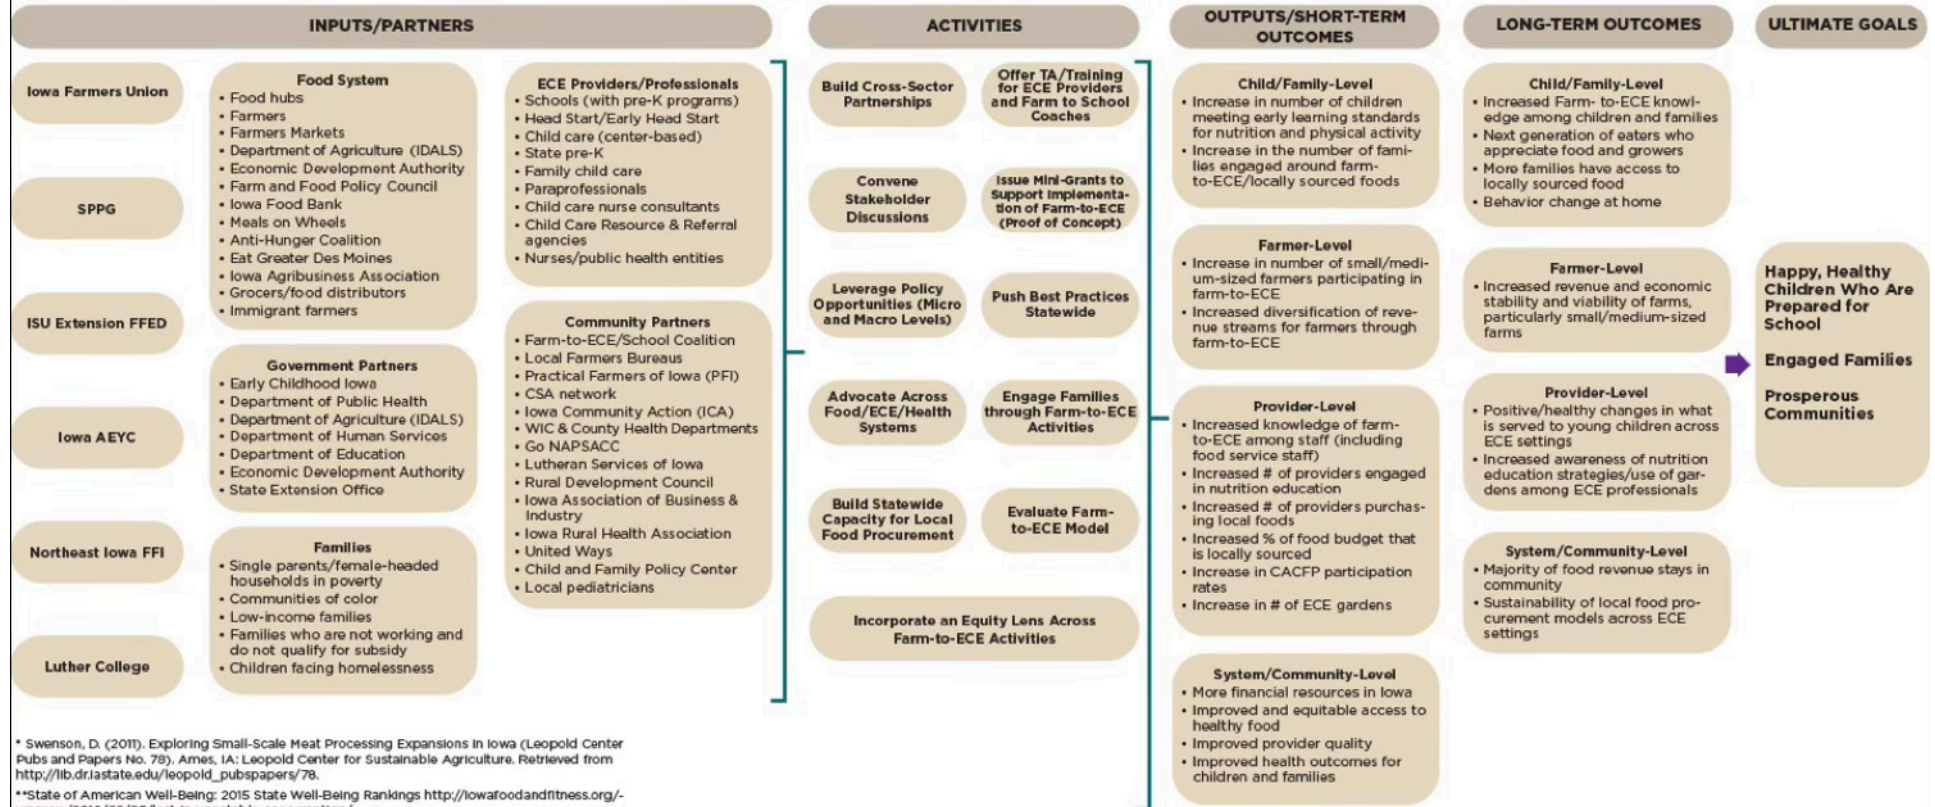 INPUTS/PARTNERS
Iowa Farmers Union
SPPG
ISU Extension FFED
Iowa AEYC
Northeast Iowa FFI
Luther College
Food System
• Food hubs
• Farmers
• Farmers Markets
• Department of Agriculture (IDALS)
• Economic Development Authority
• Farm and Food Policy Council
• Iowa Food Bank
• Meals on Wheels
• Anti-Hunger Coalition
• Eat Greater Des Moines
• Iowa Agribusiness Association
• Grocers/food distributors
• Immigrant farmers
Government Partners
• Early Childhood Iowa
• Department of Public Health
• Department of Agriculture (IDALS)
• Department of Human Services
• Department of Education
• Economic Development Authority
• State Extension Office
Families
• Single parents/female-headed
households in poverty
• Communities of color
• Low-income families
• Families who are not working and
do not qualify for subsidy
• Children facing homelessness
ECE Providers/Professionals
• Schools (with pre-K programs)
• Head Start/Early Head Start
• Child care (center-based)
• State pre-K
• Family child care
• Paraprofessionals
• Child care nurse consultants
• Child Care Resource & Referral
agencies
• Nurses/public health entities
Community Partners
• Farm-to-ECE/School Coalition
• Local Farmers Bureaus
• Practical Farmers of Iowa (PFI)
• CSA network
• Iowa Community Action (ICA)
• WIC & County Health Departments
• Go NAPSACC
• Lutheran Services of Iowa
• Rural Development Council
• Iowa Association of Business &
Industry
• Iowa Rural Health Association
• United Ways
• Child and Family Policy Center
• Local pediatricians
ACTIVITIES
Build Cross-Sector
Partnerships
Offer TA/Training
for ECE Providers
and Farm to School
Coaches
Convene
Stakeholder
Discussions
Issue Mini-Grants to
Support Implementa-
tion of Farm-to-ECE
(Proof of Concept)
Leverage Policy
Opportunities (Micro
and Macro Levels)
Push Best Practices
Statewide
Advocate Across
Food/ECE/Health
Systems
Engage Families
through Farm-to-ECE
Activities
Build Statewide
Capacity for Local
Food Procurement
Evaluate Farm-
to-ECE Model
Incorporate an Equity Lens Across
Farm-to-ECE Activities
OUTPUTS/SHORT-TERM
OUTCOMES
Child/Family-Level
• Increase in number of children
meeting early learning standards
for nutrition and physical activity
• Increase in the number of fami-
lies engaged around farm-
to-ECE/locally sourced foods
Farmer-Level
• Increase in number of small/medi-
um-sized farmers participating in
farm-to-ECE
• Increased diversification of reve-
nue streams for farmers through
farm-to-ECE
Provider-Level
• Increased knowledge of farm-
to-ECE among staff (including
food service staff)
• Increased # of providers engaged
in nutrition education
• Increased # of providers purchas-
ing local foods
• Increased % of food budget that
is locally sourced
• Increase in CACFP participation
rates
• Increase in # of ECE gardens
System/Community-Level
• More financial resources in Iowa
• Improved and equitable access to
healthy food
• Improved provider quality
• Improved health outcomes for
children and families
LONG-TERM OUTCOMES
Child/Family-Level
• Increased Farm- to-ECE knowl-
edge among children and families
• Next generation of eaters who
appreciate food and growers
• More families have access to
locally sourced food
• Behavior change at home
Farmer-Level
• Increased revenue and economic
stability and viability of farms,
particularly small/medium-sized
farms
Provider-Level
• Positive/healthy changes in what
is served to young children across
ECE settings
• Increased awareness of nutrition
education strategies/use of gar-
dens among ECE professionals
System/Community-Level
• Majority of food revenue stays in
community
• Sustainability of local food pro-
curement models across ECE
settings
ULTIMATE GOALS
Happy, Healthy
Children Who Are
Prepared for
School
Engaged Families
Prosperous
Communities
* Swenson, D. (2011). Exploring Small-Scale Meat Processing Expansions in Iowa (Leopold Center
Pubs and Papers No. 78). Ames, IA: Leopold Center for Sustainable Agriculture. Retrieved from
http://lib.dr.iastate.edu/leopold_pubspapers/78.
**State of American Well-Being: 2015 State Well-Being Rankings http://iowafoodandfitness.org/-